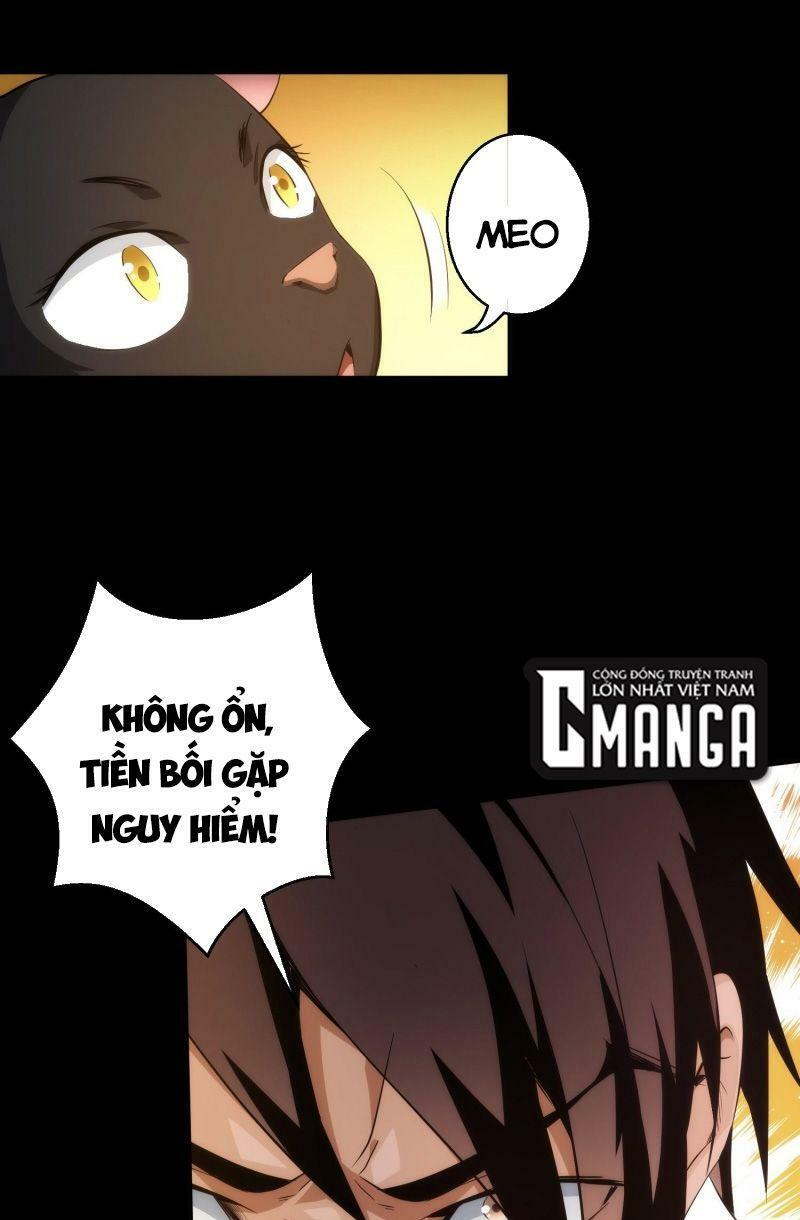 MEO
CỘNG ĐỒNG TRUYỆN TRANH
LỚN NHẤT VIỆT NAM
CMANGA
KHÔNG ỔN,
TIỀN BỐI GẶP
NGUY HIỂM!